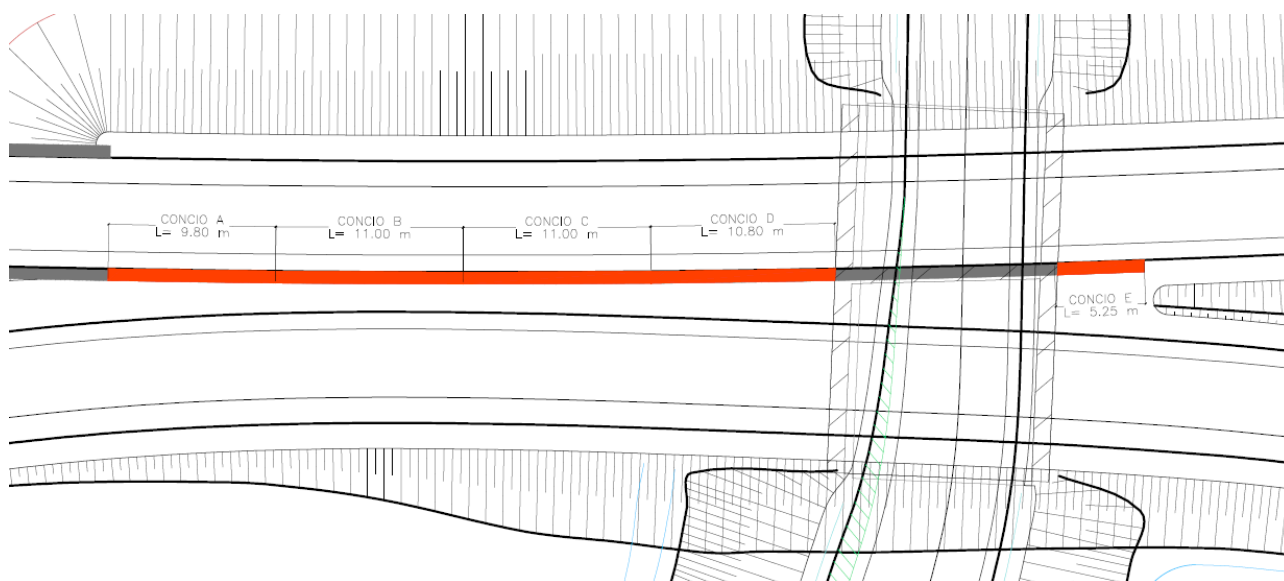 CONCIO A
L= 9.80 m
CONCIO B
L= 11.00 m
CONCIO C
L= 11.00 m
CONCIO D
L= 10.80 m
CONCIO E
L= 5.25 m